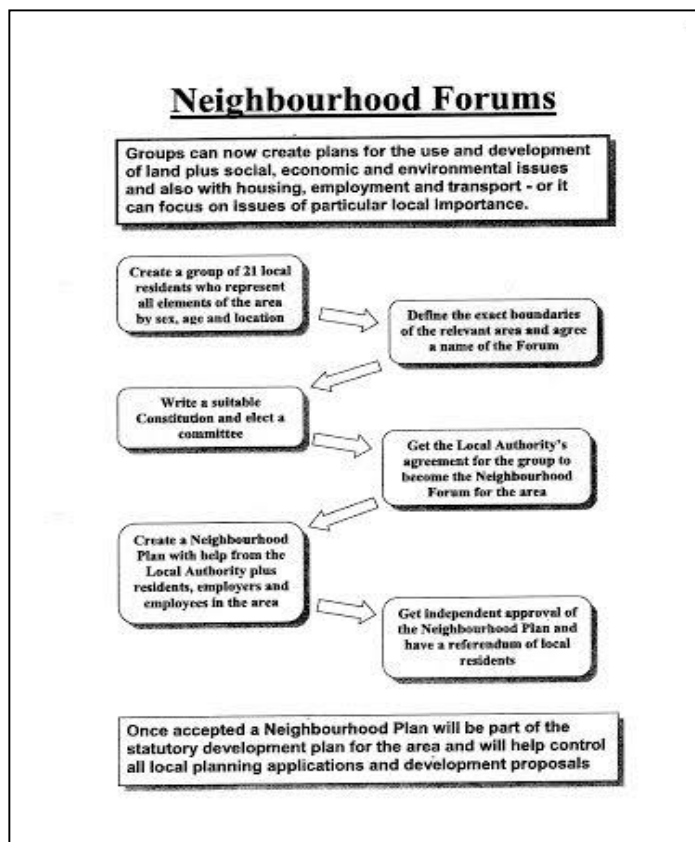 Neighbourhood Forums
Groups can now create plans for the use and development
of land plus social, economic and environmental issues
and also with housing, employment and transport - or it
can focus on issues of particular local importance.
Create a group of 21 local
residents who represent
all elements of the area
by sex, age and location
Define the exact boundaries
of the relevant area and agree
a name of the Forum
Write a suitable
Constitution and elect a
committee
Get the Local Authority's
agreement for the group to
become the Neighbourhood
Forum for the area
Create a Neighbourhood
Plan with help from the
Local Authority plus
residents, employers and
employees in the area
Get independent approval of
the Neighbourhood Plan and
have a referendum of local
residents
Once accepted a Neighbourhood Plan will be part of the
statutory development plan for the area and will help control
all local planning applications and development proposals